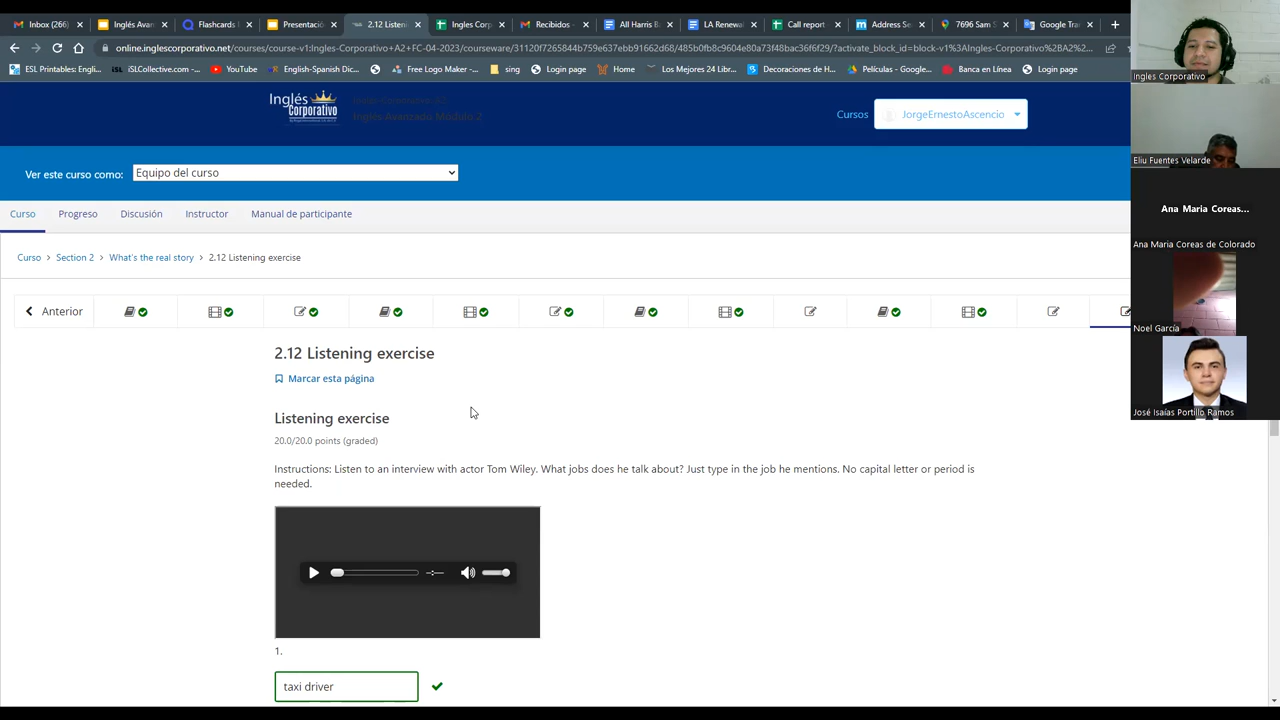 Inbox (266)
Inglés Avan
Flashcards
Presentació
2.12 Listen
Ingles Corp
Recibidos -
All Harris B
LA Renewal
Call report
Address Se
7696 Sam S
Google Tra
online.inglescorporativo.net/courses/course-v1:Ingles-Corporativo+A2+FC-04-2023/courseware/31120f7265844b759e637ebb91662d68/485b0fb8c9604e80a73f48bac36f6f29/?activate_block_id=block-v1%3AIngles-Corporativo%2BA2%2...
ESL Printables: Engli...
iSLCollective.com -...
YouTube
English-Spanish Dic...
Free Logo Maker -...
sing
Login page
Home
Los Mejores 24 Libr...
Decoraciones de H...
Películas - Google...
Banca en Línea
Login page
Inglés
Corporativo
Inglés Avanzado Módulo 2
Cursos
JorgeErnestoAscencio
Ver este curso como:
Equipo del curso
Curso
Progreso
Discusión
Instructor
Manual de participante
Curso > Section 2 > What's the real story > 2.12 Listening exercise
Anterior
2.12 Listening exercise
Marcar esta página
Listening exercise
20.0/20.0 points (graded)
Instructions: Listen to an interview with actor Tom Wiley. What jobs does he talk about? Just type in the job he mentions. No capital letter or period is
needed.
-:-
1.
taxi driver
Ingles Corporativo
Eliu Fuentes Velarde
Ana Maria Coreas...
Ana Maria Coreas de Colorado
Noel García
José Isaías Portillo Ramos